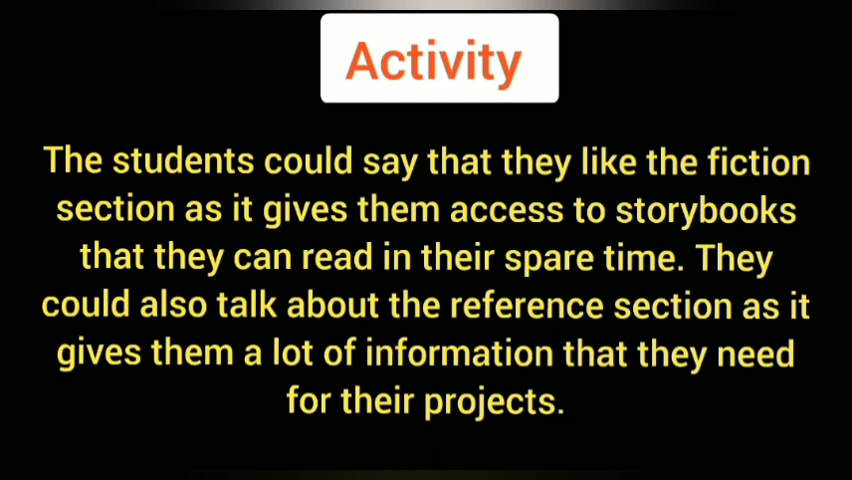 Activity
The students could say that they like the fiction
section as it gives them access to storybooks
that they can read in their spare time. They
could also talk about the reference section as it
gives them a lot of information that they need
for their projects.